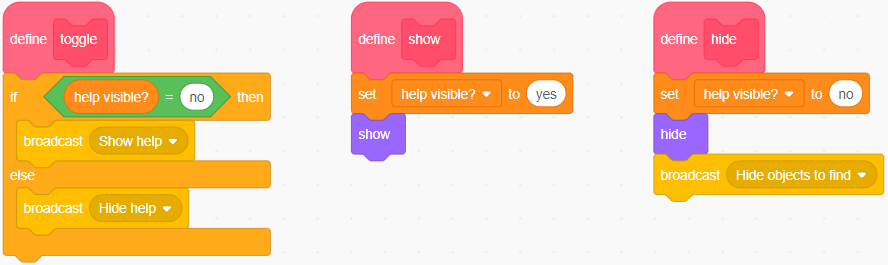 define toggle
if help visible? = no then
broadcast Show help
else
broadcast Hide help
define show
set help visible? to yes
show
define hide
set help visible? to no
hide
broadcast Hide objects to find